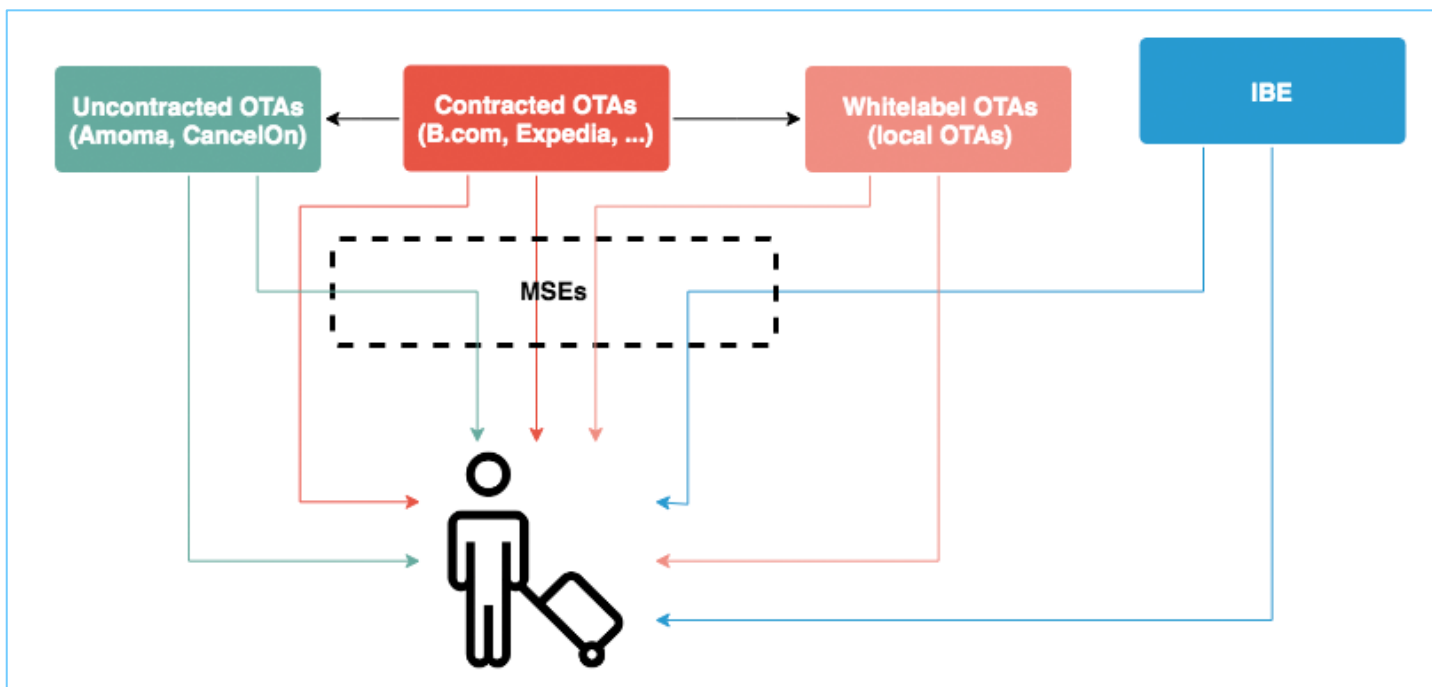 Uncontracted OTAs
(Amoma, CancelOn)
Contracted OTAs
(B.com, Expedia, ...)
Whitelabel OTAs
(local OTAs)
IBE
MSEs